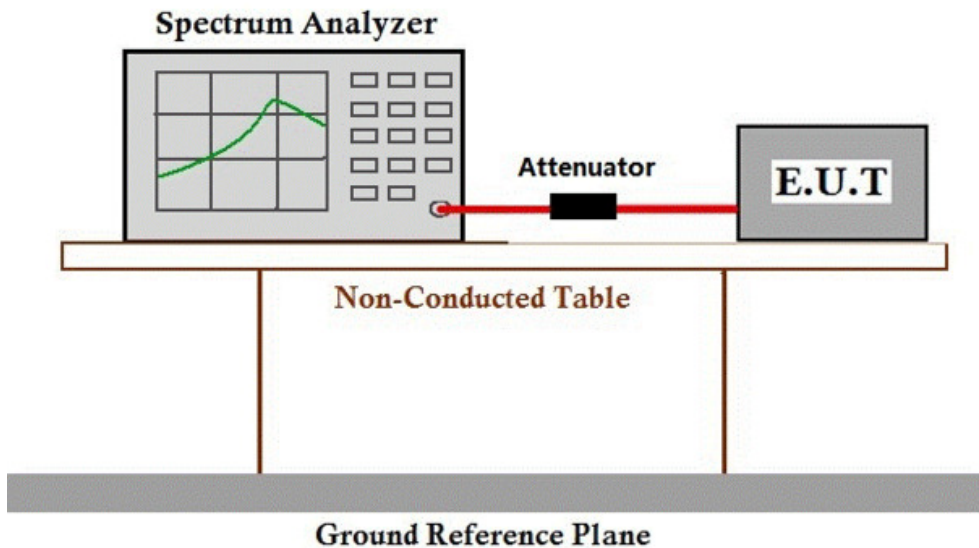 Spectrum Analyzer
Attenuator
E.U.T
Non-Conducted Table
Ground Reference Plane